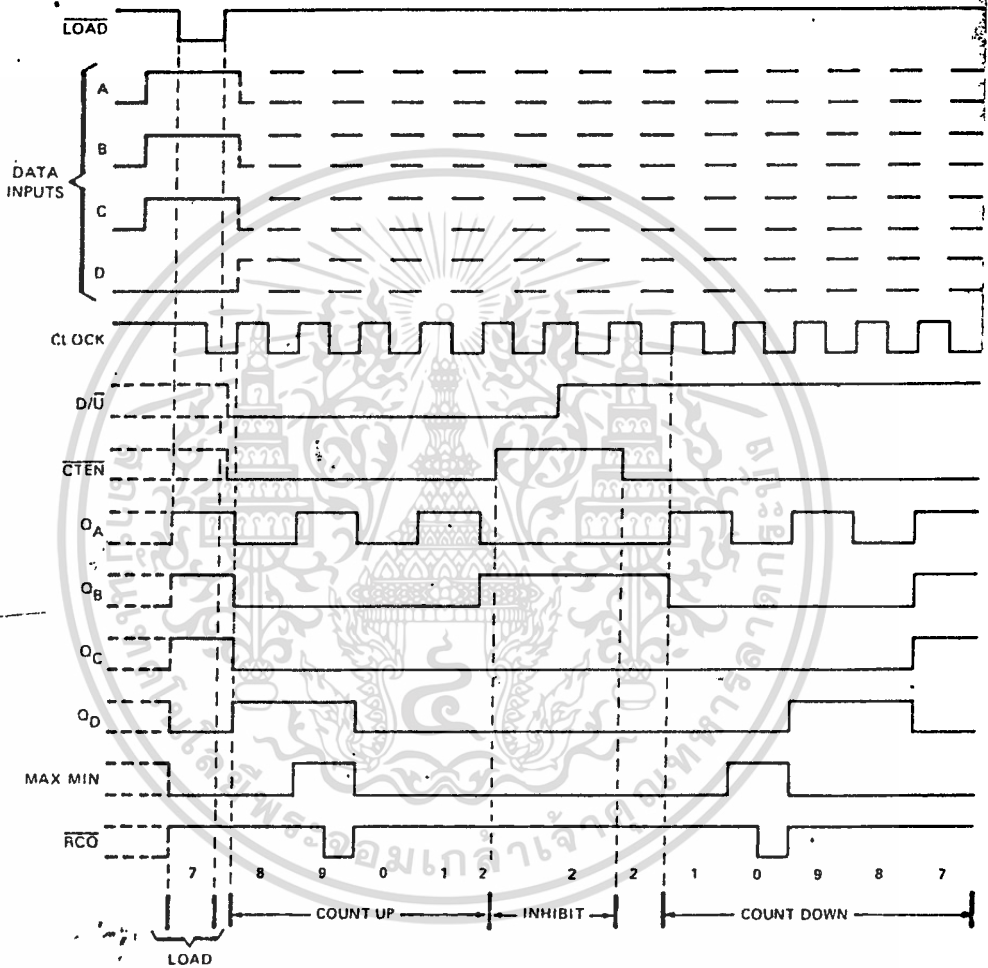 LOAD
DATA
INPUTS
A
B
C
D
CLOCK
D/U
CTEN
QA
QB
QC
QD
MAX MIN
RCO
7 8 9 0 1 2 2 2 1 0 9 8 7
COUNT UP INHIBIT COUNT DOWN
LOAD